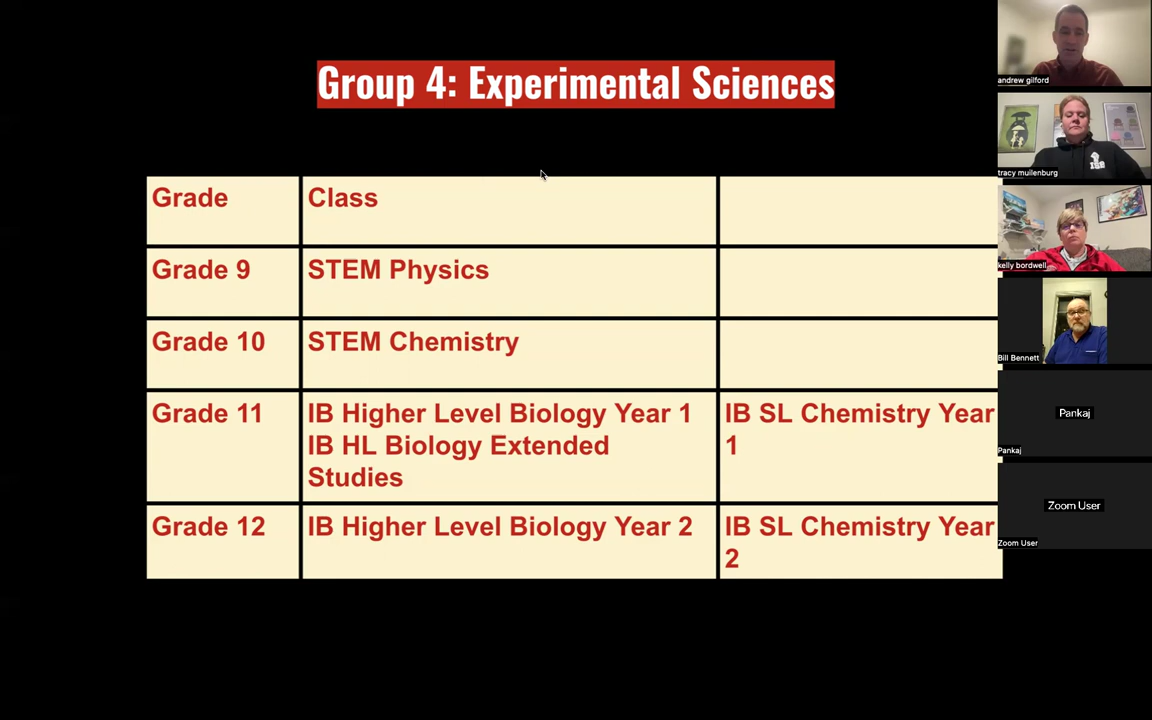 Group 4: Experimental Sciences
Grade
Class
Grade 9
STEM Physics
Grade 10
STEM Chemistry
Grade 11
IB Higher Level Biology Year 1
IB HL Biology Extended
Studies
IB SL Chemistry Year
1
Grade 12
IB Higher Level Biology Year 2
IB SL Chemistry Year
2
andrew gilford
tracy muilenburg
kelly bordwell
Bill Bennett
Pankaj
Pankaj
Zoom User
Zoom User